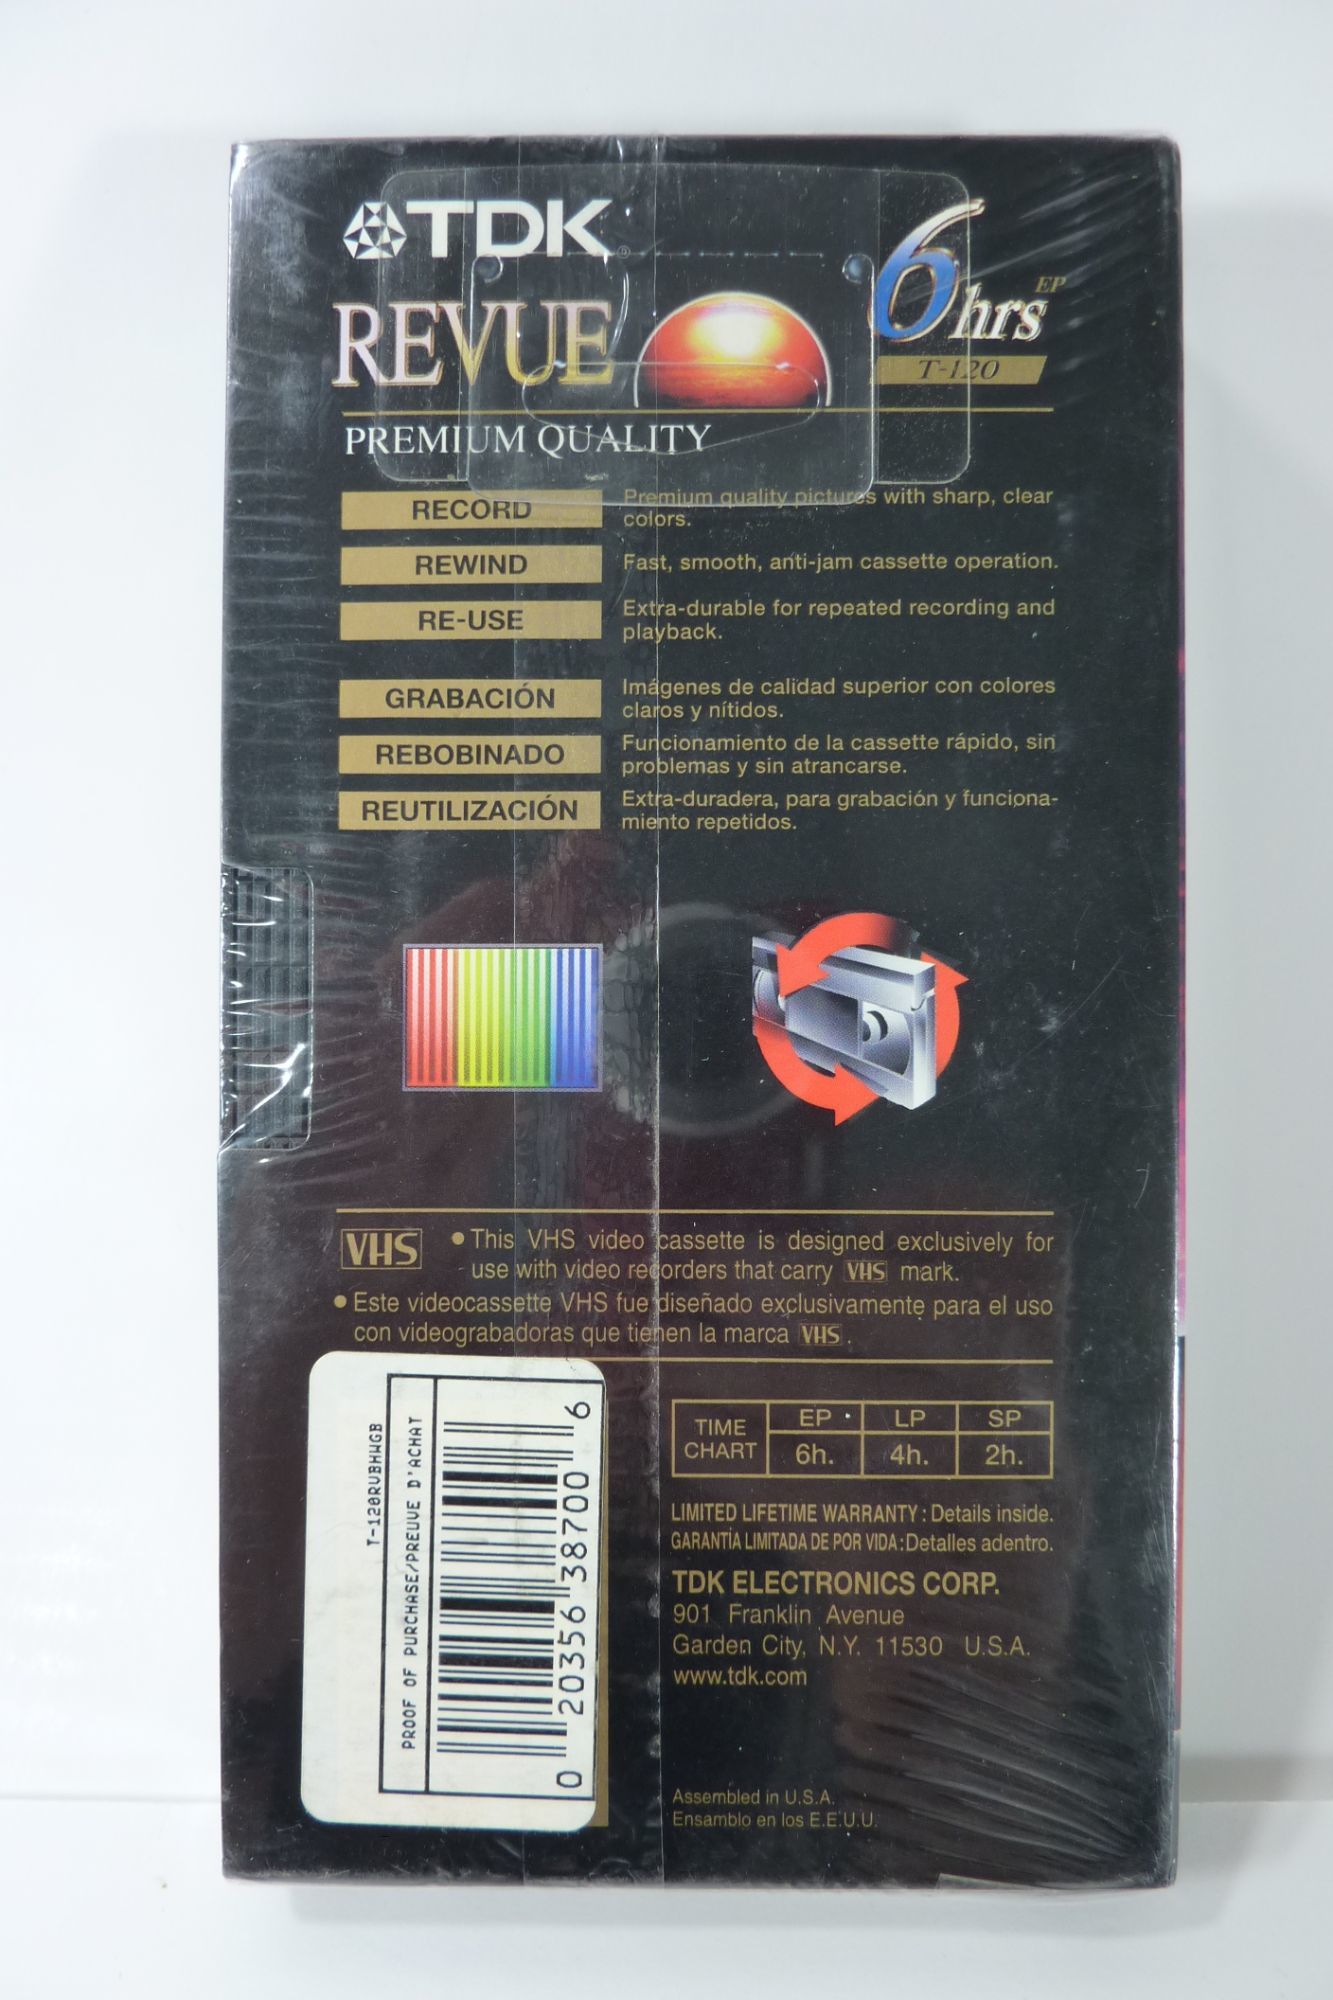 TDK
REVUE
6hrs EP
T-120
PREMIUM QUALITY
RECORD
Premium quality pictures with sharp, clear
colors.
REWIND
Fast, smooth, anti-jam cassette operation.
RE-USE
Extra-durable for repeated recording and
playback.
GRABACIÓN
Imágenes de calidad superior con colores
claros y nítidos.
REBOBINADO
Funcionamiento de la cassette rápido, sin
problemas y sin atrancarse.
REUTILIZACIÓN
Extra-duradera, para grabación y funciona-
miento repetidos.
VHS
• This VHS video cassette is designed exclusively for
use with video recorders that carry VHS mark.
• Este videocassette VHS fue diseñado exclusivamente para el uso
con videograbadoras que tienen la marca VHS.
T-120RVBHWGB
PROOF OF PURCHASE/PREUVE D'ACHAT
0 20356 38700 6
TIME CHART
EP LP SP
6h. 4h. 2h.
LIMITED LIFETIME WARRANTY : Details inside.
GARANTÍA LIMITADA DE POR VIDA : Detalles adentro.
TDK ELECTRONICS CORP.
901 Franklin Avenue
Garden City, N.Y. 11530 U.S.A.
www.tdk.com
Assembled in U.S.A.
Ensamblo en los E.E.U.U.